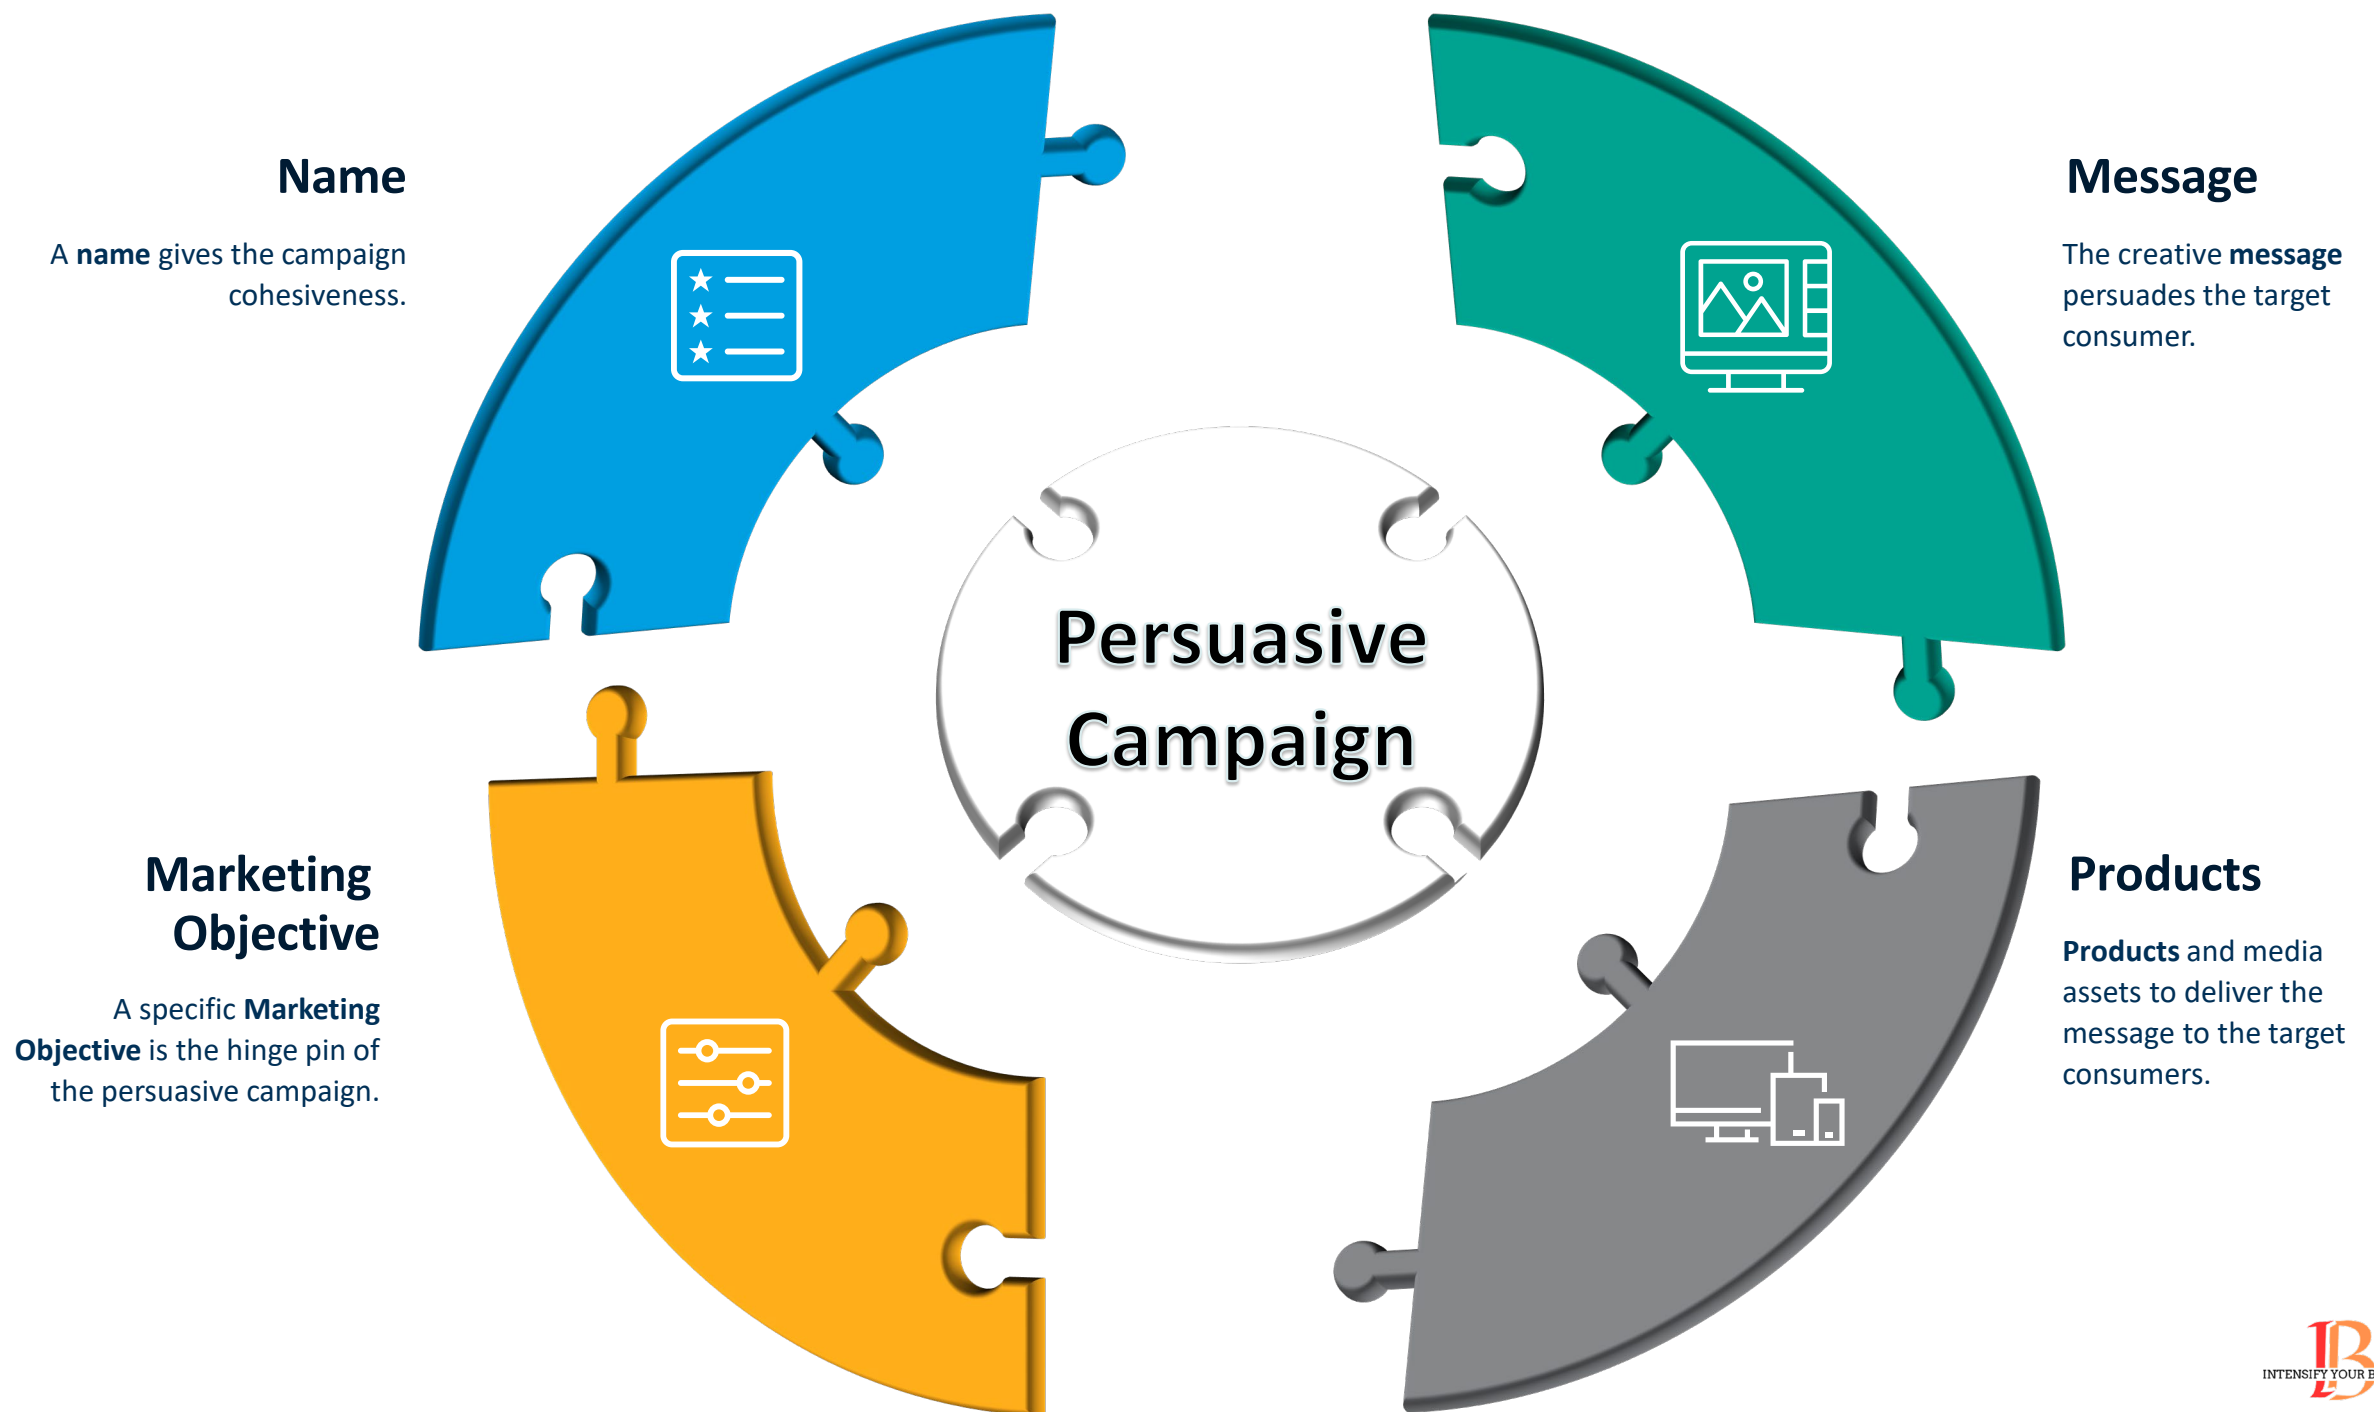 Name
A name gives the campaign
cohesiveness.
Message
The creative message
persuades the target
consumer.
Persuasive
Campaign
Marketing
Objective
A specific Marketing
Objective is the hinge pin of
the persuasive campaign.
Products
Products and media
assets to deliver the
message to the target
consumers.
INTENSIFY YOUR